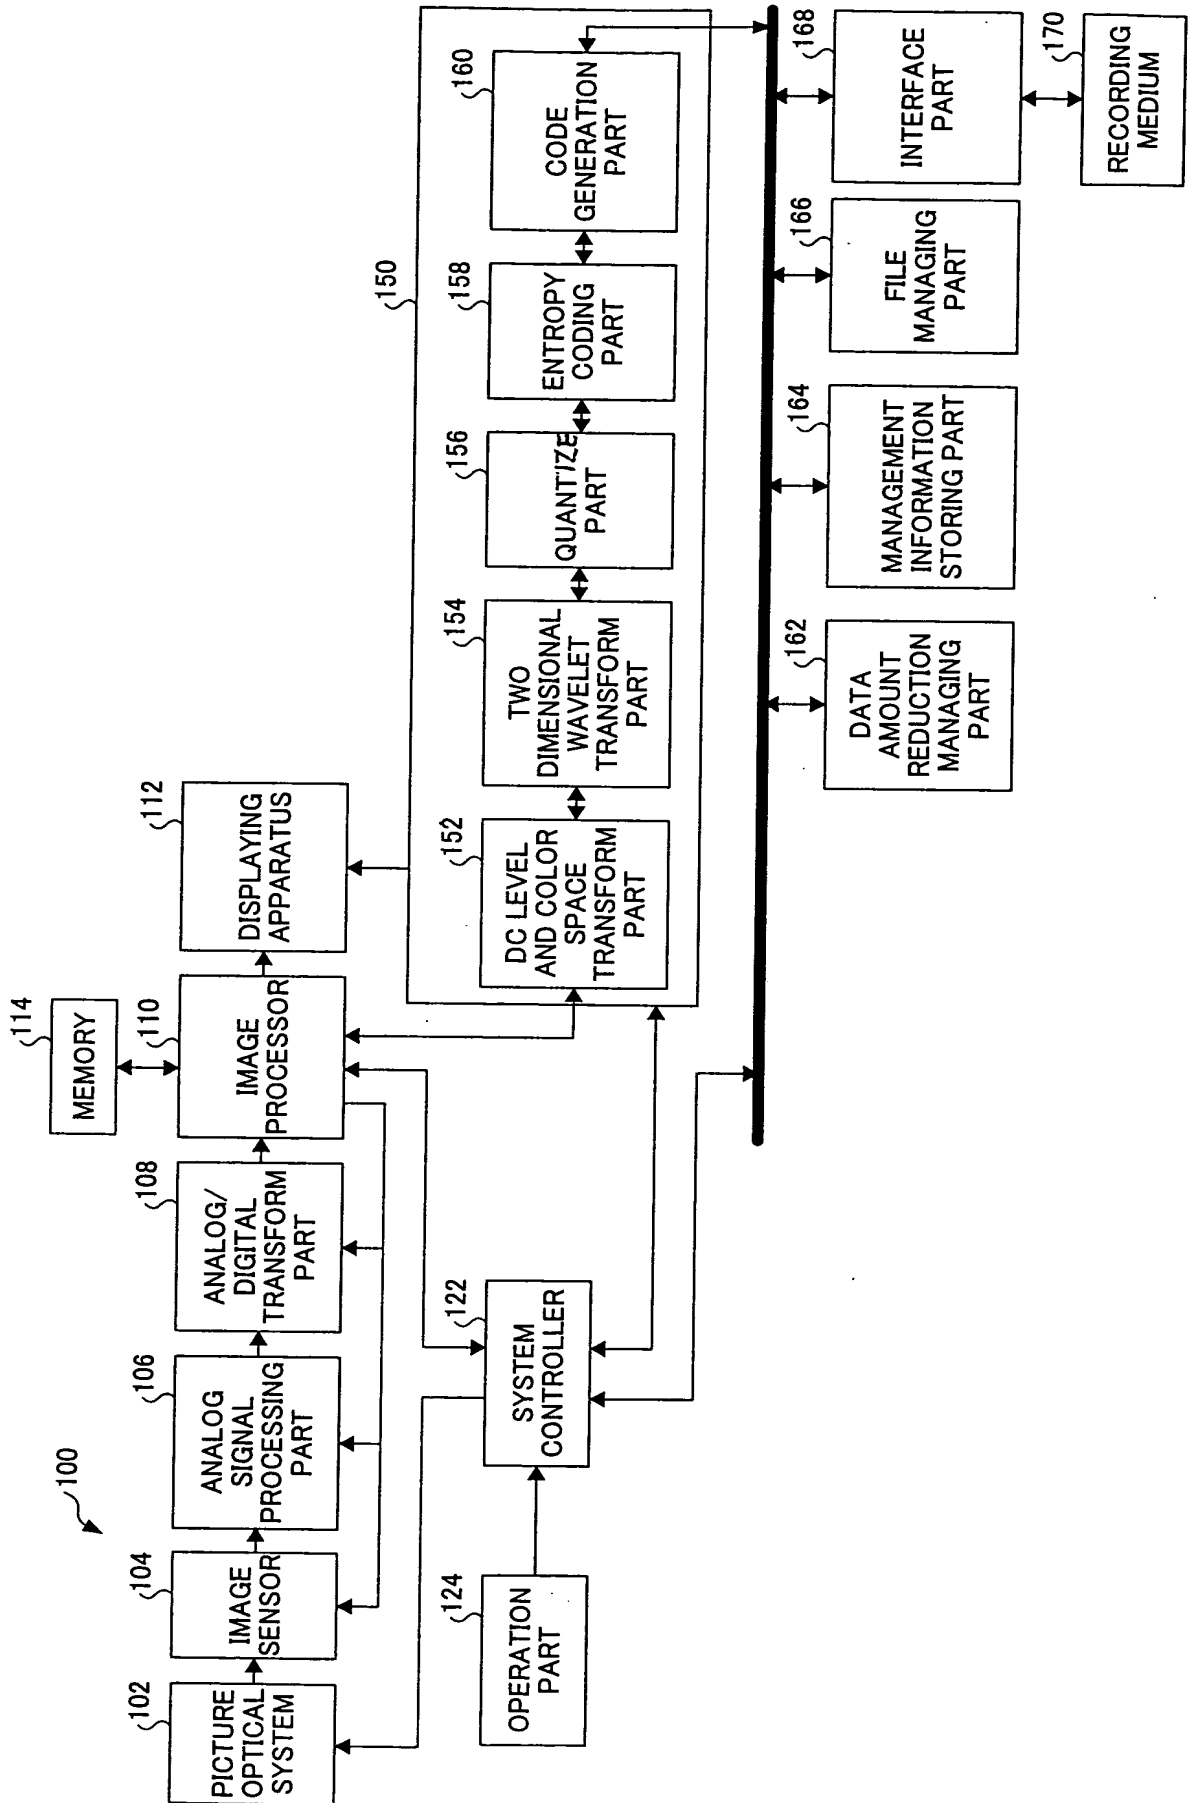 100
102
PICTURE
OPTICAL
SYSTEM
104
IMAGE
SENSOR
106
ANALOG
SIGNAL
PROCESSING
PART
108
ANALOG/
DIGITAL
TRANSFORM
PART
110
IMAGE
PROCESSOR
114
MEMORY
112
DISPLAYING
APPARATUS
124
OPERATION
PART
122
SYSTEM
CONTROLLER
150
152
DC LEVEL
AND COLOR
SPACE
TRANSFORM
PART
154
TWO
DIMENSIONAL
WAVELET
TRANSFORM
PART
156
QUANTIZE
PART
158
ENTROPY
CODING
PART
160
CODE
GENERATION
PART
162
DATA
AMOUNT
REDUCTION
MANAGING
PART
164
MANAGEMENT
INFORMATION
STORING PART
166
FILE
MANAGING
PART
168
INTERFACE
PART
170
RECORDING
MEDIUM